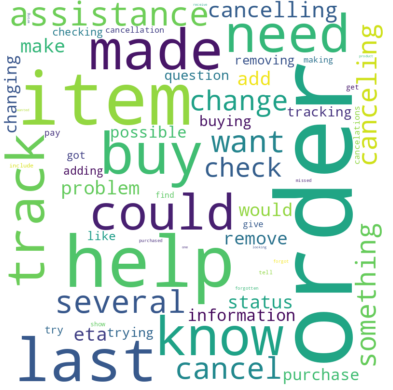 assistance
cancelling
checking
cancellation
making
make
made
need
removing
question
add
changing
item
change
tracking
canceling
buying
get
pay
possible
buy
want
track
got
adding
check
cancelations
problem
could
find
would
missed
include
like
give
remove
order
help
purchased
tell
something
forgotten
several
status
information
know
show
try
eta
trying
last
cancel
purchase